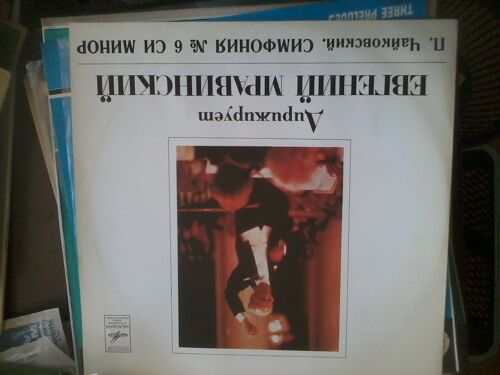 Дирижирует
ЕВГЕНИЙ МРАВИНСКИЙ
П. Чайковский. СИМФОНИЯ № 6 СИ МИНОР
THREE PRELUDES